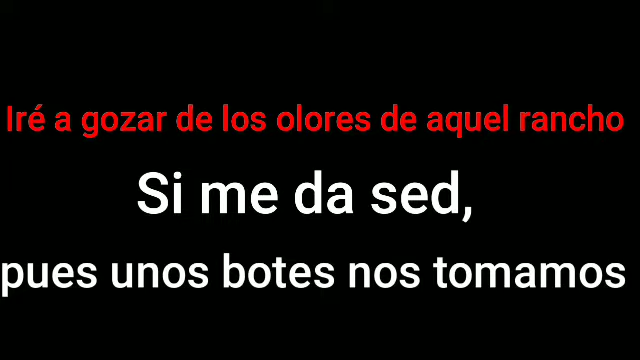 Iré a gozar de los olores de aquel rancho
Si me da sed,
pues unos botes nos tomamos